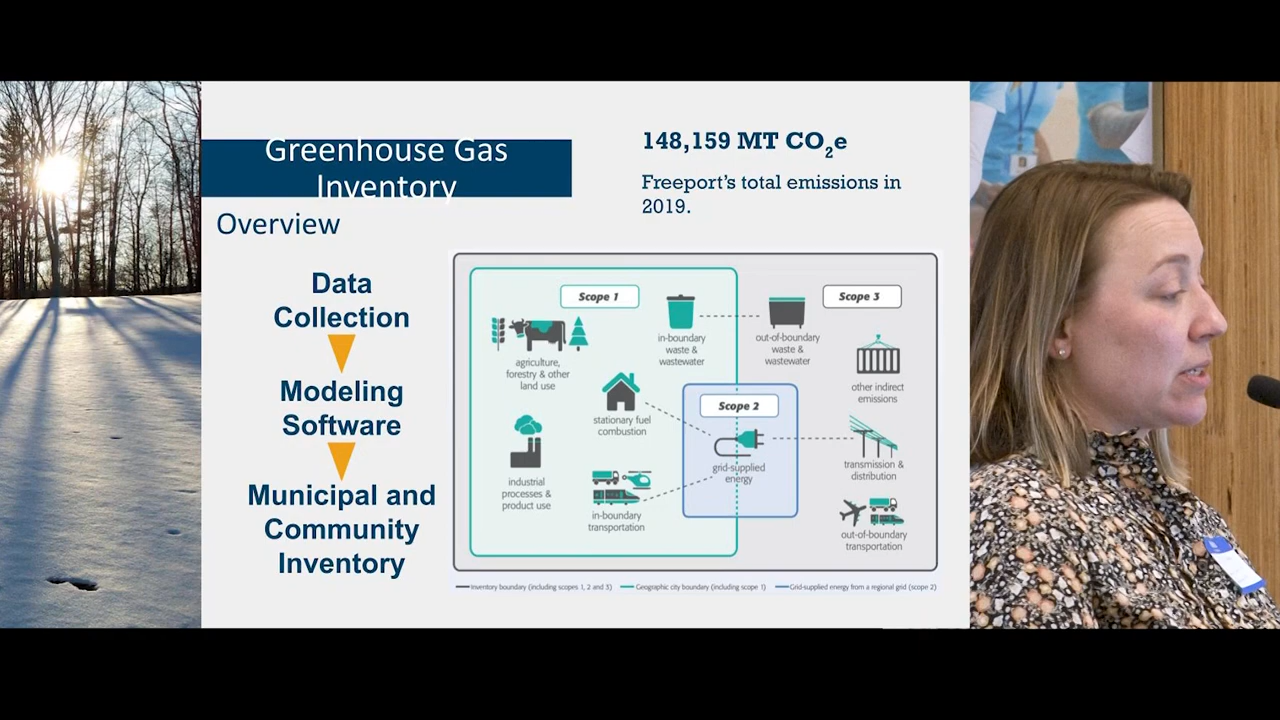 Greenhouse Gas
Inventory
Overview
148,159 MT CO2e
Freeport's total emissions in
2019.
Data
Collection
Modeling
Software
Municipal and
Community
Inventory
Scope 1
Scope 3
in-boundary
waste &
wastewater
out-of-boundary
waste &
wastewater
agriculture,
forestry & other
land use
other indirect
emissions
Scope 2
stationary fuel
combustion
grid-supplied
energy
transmission &
distribution
industrial
processes &
product use
in-boundary
transportation
out-of-boundary
transportation
Inventory boundary (including scopes 1, 2 and 3)
Geographic city boundary (including scope 1)
Grid-supplied energy from a regional grid (scope 2)